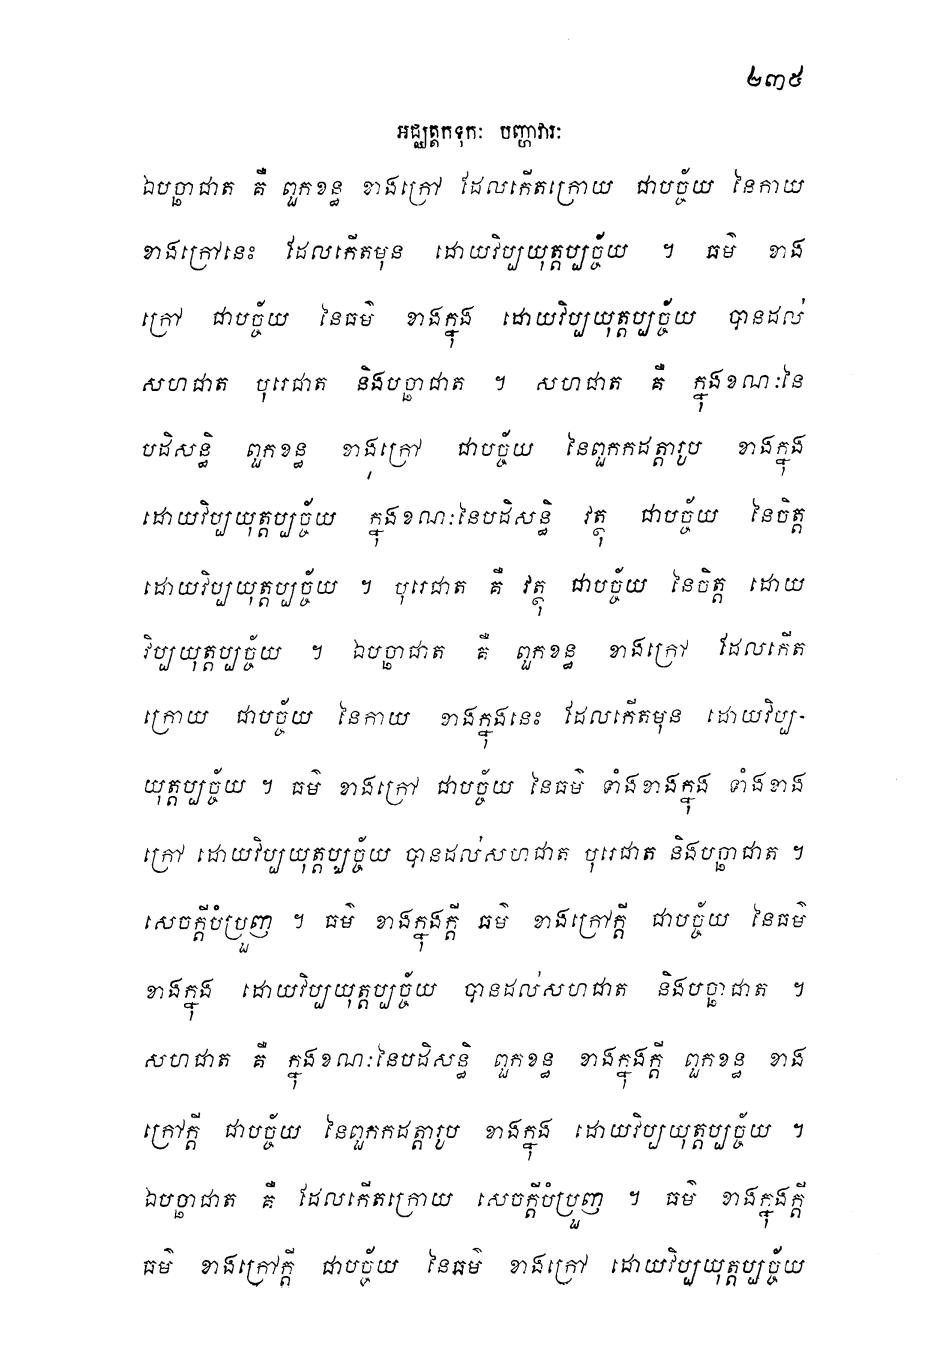 ២៣៥
អជ្ឈត្តកទុកៈ បញ្ហាវារៈ
ឯបច្ឆាជាត គឺ ពួកខន្ធ ខាងក្រៅ ដែលកើតក្រោយ ជាបច្ច័យ នៃកាយ
ខាងក្រៅនេះ ដែលកើតមុន ដោយវិប្បយុត្តប្បច្ច័យ ។ ធម៌ ខាង
ក្រៅ ជាបច្ច័យ នៃធម៌ ខាងក្នុង ដោយវិប្បយុត្តប្បច្ច័យ បានដល់
សហជាត បុរេជាត និងបច្ឆាជាត ។ សហជាត គឺ ក្នុងខណៈនៃ
បដិសន្ធិ ពួកខន្ធ ខាងក្រៅ ជាបច្ច័យ នៃពួកកដត្តារូប ខាងក្នុង
ដោយវិប្បយុត្តប្បច្ច័យ ក្នុងខណៈនៃបដិសន្ធិ វត្ថុ ជាបច្ច័យ នៃចិត្ត
ដោយវិប្បយុត្តប្បច្ច័យ ។ បុរេជាត គឺ វត្ថុ ជាបច្ច័យ នៃចិត្ត ដោយ
វិប្បយុត្តប្បច្ច័យ ។ ឯបច្ឆាជាត គឺ ពួកខន្ធ ខាងក្រៅ ដែលកើត
ក្រោយ ជាបច្ច័យ នៃកាយ ខាងក្នុងនេះ ដែលកើតមុន ដោយវិប្ប-
យុត្តប្បច្ច័យ ។ ធម៌ ខាងក្រៅ ជាបច្ច័យ នៃធម៌ ទាំងខាងក្នុង ទាំងខាង
ក្រៅ ដោយវិប្បយុត្តប្បច្ច័យ បានដល់សហជាត បុរេជាត និងបច្ឆាជាត ។
សេចក្តីបំប្រួញ ។ ធម៌ ខាងក្នុងក្តី ធម៌ ខាងក្រៅក្តី ជាបច្ច័យ នៃធម៌
ខាងក្នុង ដោយវិប្បយុត្តប្បច្ច័យ បានដល់សហជាត និងបច្ឆាជាត ។
សហជាត គឺ ក្នុងខណៈនៃបដិសន្ធិ ពួកខន្ធ ខាងក្នុងក្តី ពួកខន្ធ ខាង
ក្រៅក្តី ជាបច្ច័យ នៃពួកកដត្តារូប ខាងក្នុង ដោយវិប្បយុត្តប្បច្ច័យ ។
ឯបច្ឆាជាត គឺ ដែលកើតក្រោយ សេចក្តីបំប្រួញ ។ ធម៌ ខាងក្នុងក្តី
ធម៌ ខាងក្រៅក្តី ជាបច្ច័យ នៃធម៌ ខាងក្រៅ ដោយវិប្បយុត្តប្បច្ច័យ